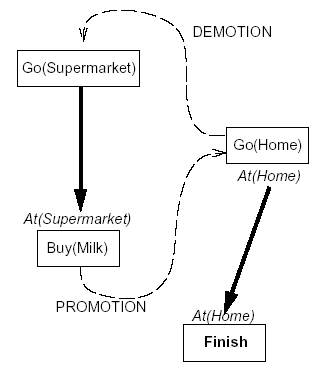 DEMOTION
Go(Supermarket)
Go(Home)
At(Home)
At(Supermarket)
Buy(Milk)
PROMOTION
At(Home)
Finish